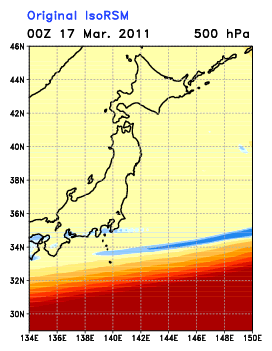 Original IsoRSM
00Z 17 Mar. 2011 500 hPa
46N
44N
42N
40N
38N
36N
34N
32N
30N
134E 136E 138E 140E 142E 144E 146E 148E 150E